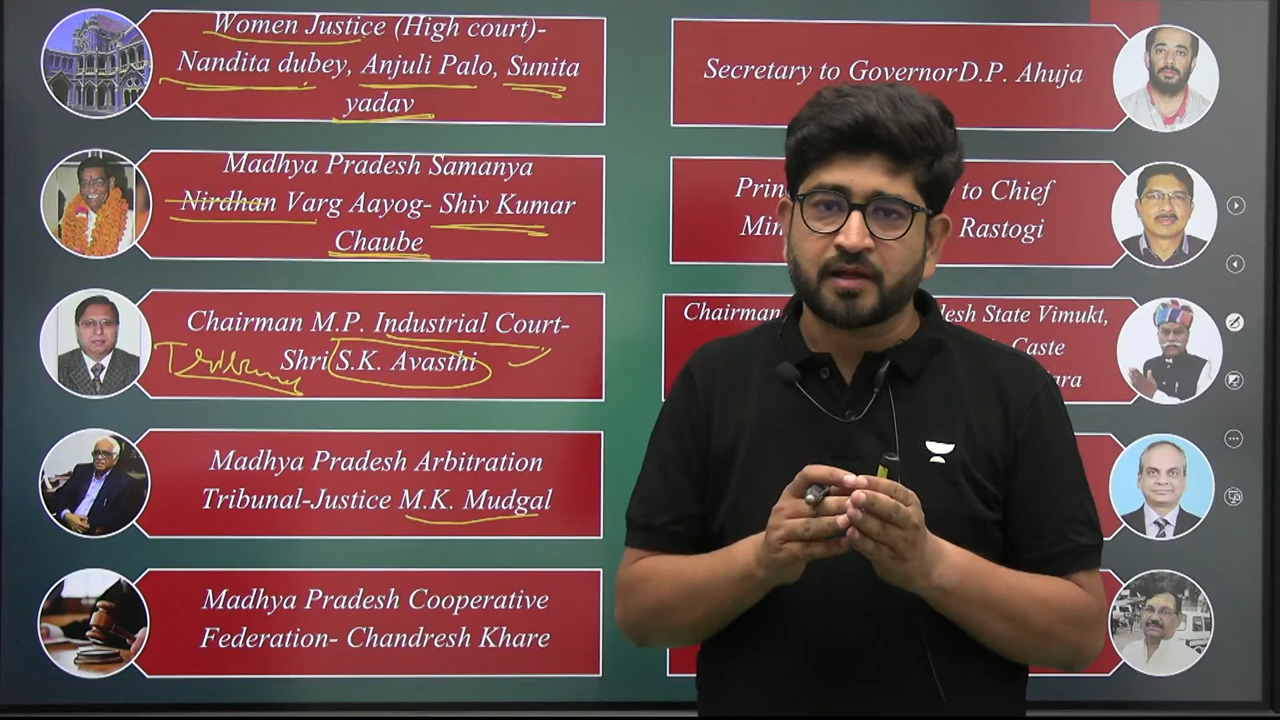 Women Justice (High court)-
Nandita dubey, Anjuli Palo, Sunita
yadav
Madhya Pradesh Samanya
Nirdhan Varg Aayog- Shiv Kumar
Chaube
Chairman M.P. Industrial Court-
Shri S.K. Avasthi
Madhya Pradesh Arbitration
Tribunal-Justice M.K. Mudgal
Madhya Pradesh Cooperative
Federation- Chandresh Khare
Secretary to GovernorD.P. Ahuja
to Chief
Rastogi
Chairman
State Vimukt,
Caste